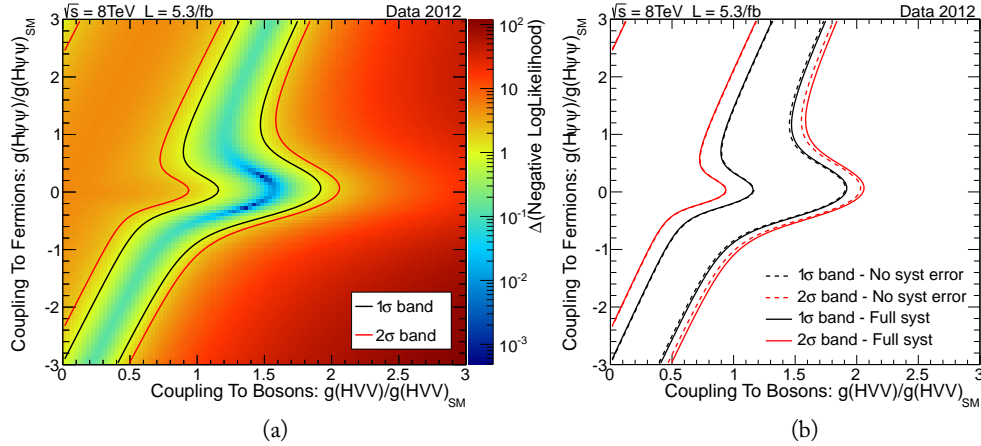 √s = 8TeV L = 5.3/fb Data 2012
Coupling To Fermions: g(Hψψ)/g(Hψψ)SM
3
2
1
0
-1
-2
-3
0 0.5 1 1.5 2 2.5 3
Coupling To Bosons: g(HVV)/g(HVV)SM
1σ band
2σ band
10²
10
1
10⁻¹
10⁻²
10⁻³
Δ(Negative LogLikelihood)
(a)
√s = 8TeV L = 5.3/fb Data 2012
Coupling To Fermions: g(Hψψ)/g(Hψψ)SM
3
2
1
0
-1
-2
-3
0 0.5 1 1.5 2 2.5 3
Coupling To Bosons: g(HVV)/g(HVV)SM
1σ band - No syst error
2σ band - No syst error
1σ band - Full syst
2σ band - Full syst
(b)